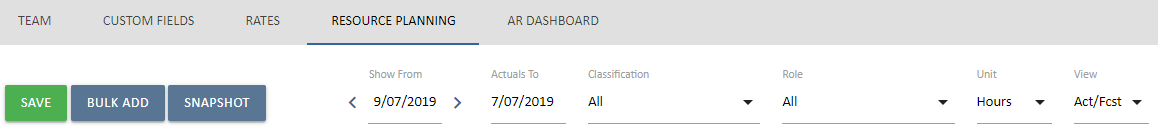 TEAM CUSTOM FIELDS RATES RESOURCE PLANNING AR DASHBOARD
Show From Actuals To Classification Role Unit View
SAVE BULK ADD SNAPSHOT 9/07/2019 7/07/2019 All All Hours Act/Fcst